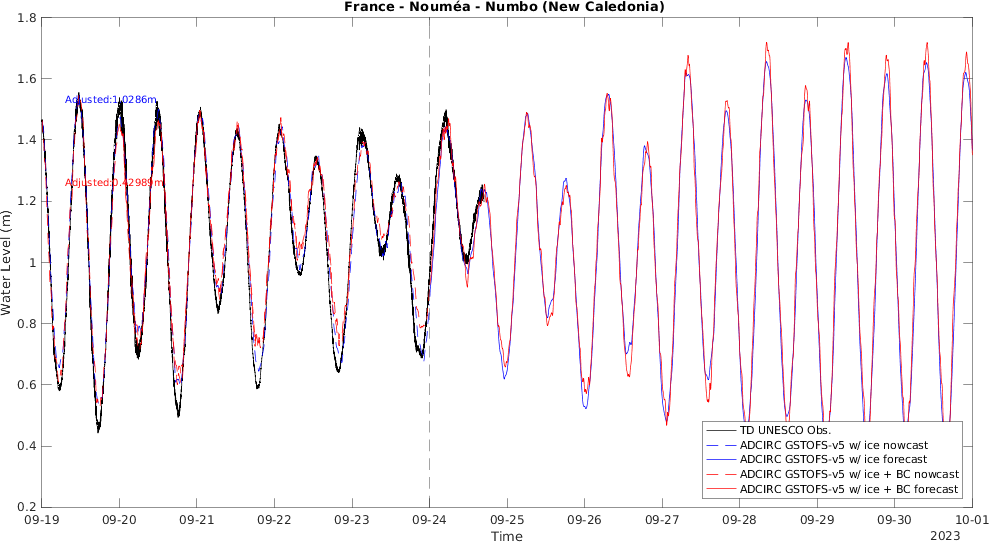 France - Nouméa - Numbo (New Caledonia)
1.8
1.6
1.4
1.2
1
0.8
0.6
0.4
0.2
Water Level (m)
Adjusted:1.0286m
Adjusted:0.42989m
TD UNESCO Obs.
ADCIRC GSTOFS-v5 w/ ice nowcast
ADCIRC GSTOFS-v5 w/ ice forecast
ADCIRC GSTOFS-v5 w/ ice + BC nowcast
ADCIRC GSTOFS-v5 w/ ice + BC forecast
09-19 09-20 09-21 09-22 09-23 09-24 09-25 09-26 09-27 09-28 09-29 09-30 10-01
Time
2023